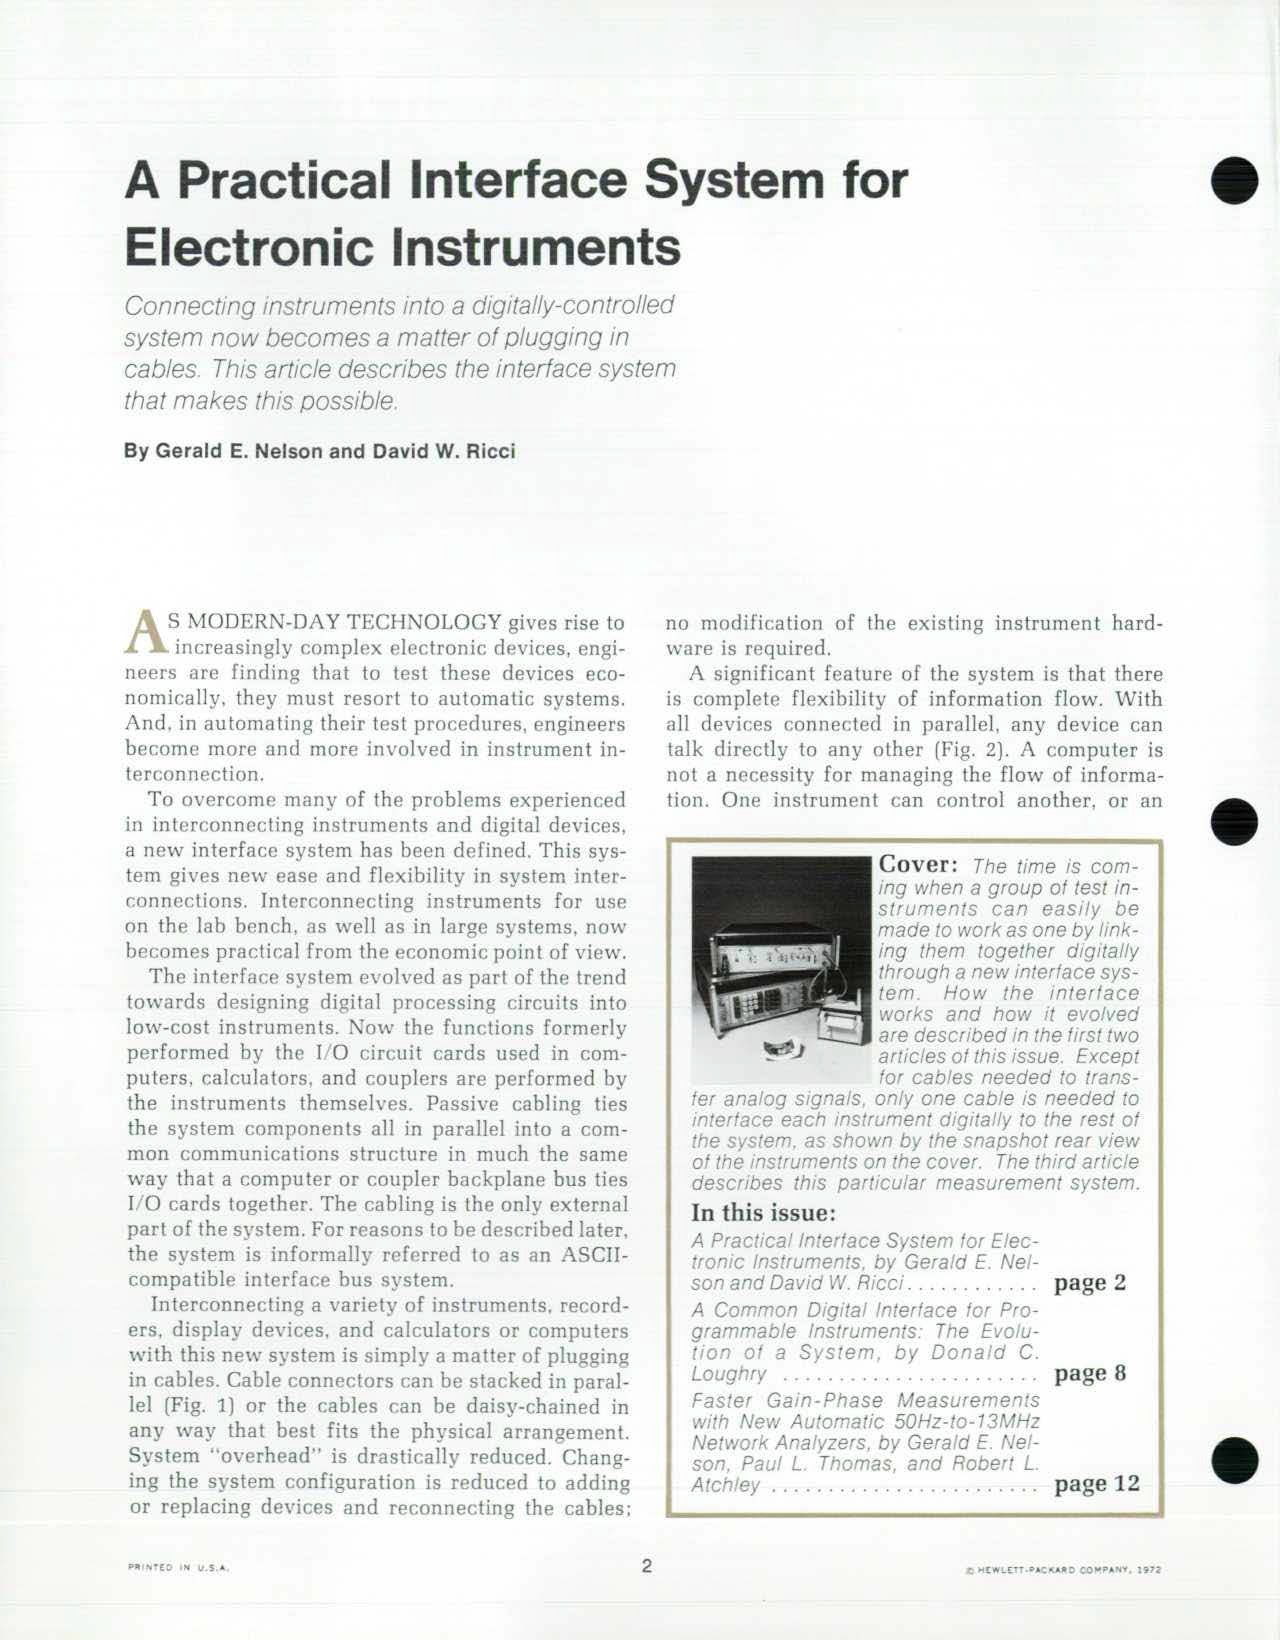 A Practical Interface System for
Electronic Instruments
Connecting instruments into a digitally-controlled
system now becomes a matter of plugging in
cables. This article describes the interface system
that makes this possible.
By Gerald E. Nelson and David W. Ricci
AS MODERN-DAY TECHNOLOGY gives rise to
increasingly complex electronic devices, engi-
neers are finding that to test these devices eco-
nomically, they must resort to automatic systems.
And, in automating their test procedures, engineers
become more and more involved in instrument in-
terconnection.
To overcome many of the problems experienced
in interconnecting instruments and digital devices,
a new interface system has been defined. This sys-
tem gives new ease and flexibility in system inter-
connections. Interconnecting instruments for use
on the lab bench, as well as in large systems, now
becomes practical from the economic point of view.
The interface system evolved as part of the trend
towards designing digital processing circuits into
low-cost instruments. Now the functions formerly
performed by the I/O circuit cards used in com-
puters, calculators, and couplers are performed by
the instruments themselves. Passive cabling ties
the system components all in parallel into a com-
mon communications structure in much the same
way that a computer or coupler backplane bus ties
I/O cards together. The cabling is the only external
part of the system. For reasons to be described later,
the system is informally referred to as an ASCII-
compatible interface bus system.
Interconnecting a variety of instruments, record-
ers, display devices, and calculators or computers
with this new system is simply a matter of plugging
in cables. Cable connectors can be stacked in paral-
lel (Fig. 1) or the cables can be daisy-chained in
any way that best fits the physical arrangement.
System "overhead" is drastically reduced. Chang-
ing the system configuration is reduced to adding
or replacing devices and reconnecting the cables;
no modification of the existing instrument hard-
ware is required.
A significant feature of the system is that there
is complete flexibility of information flow. With
all devices connected in parallel, any device can
talk directly to any other (Fig. 2). A computer is
not a necessity for managing the flow of informa-
tion. One instrument can control another, or an
Cover: The time is com-
ing when a group of test in-
struments can easily be
made to work as one by link-
ing them together digitally
through a new interface sys-
tem. How the interface
works and how it evolved
are described in the first two
articles of this issue. Except
for cables needed to trans-
fer analog signals, only one cable is needed to
interface each instrument digitally to the rest of
the system, as shown by the snapshot rear view
of the instruments on the cover. The third article
describes this particular measurement system.
In this issue:
A Practical Interface System for Elec-
tronic Instruments, by Gerald E. Nel-
son and David W. Ricci............ page 2
A Common Digital Interface for Pro-
grammable Instruments: The Evolu-
tion of a System, by Donald C.
Loughry ....................... page 8
Faster Gain-Phase Measurements
with New Automatic 50Hz-to-13MHz
Network Analyzers, by Gerald E. Nel-
son, Paul L. Thomas, and Robert L.
Atchley ........................ page 12
PRINTED IN U.S.A.
2
© HEWLETT-PACKARD COMPANY, 1972